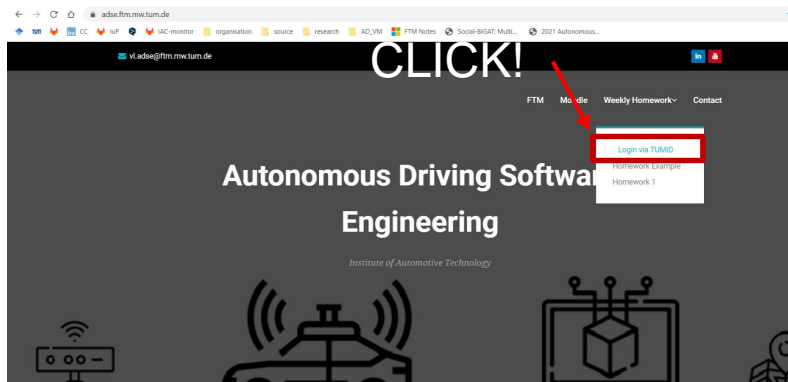 adse.ftm.mw.tum.de
TUM CC IuP IAC-monitor organisation source research AD_VM FTM Notes Social-BiGAT: Multi... 2021 Autonomous...
vl.adse@ftm.mw.tum.de
CLICK!
in
FTM Moodle Weekly Homework Contact
Login via TUMID
Homework Example
Homework 1
Autonomous Driving Softwa
Engineering
Institute of Automotive Technology